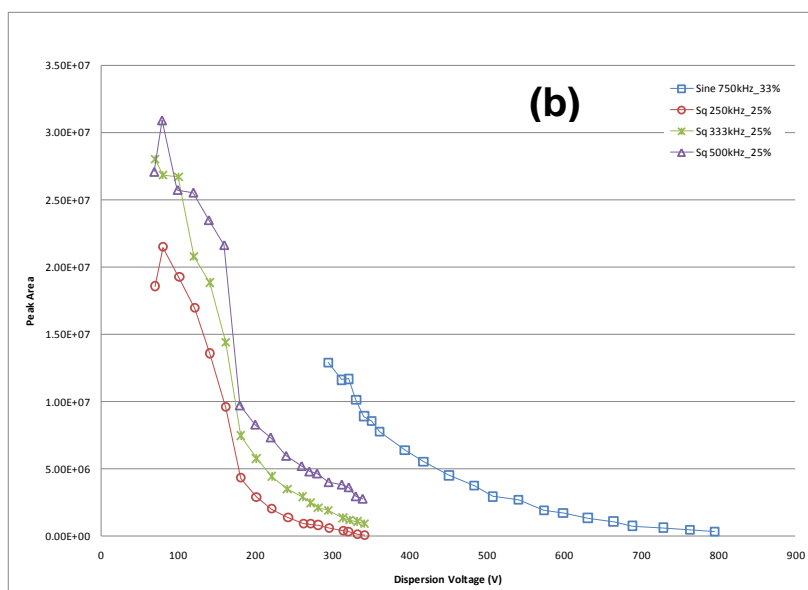 (b)
Sine 750kHz_33%
Sq 250kHz_25%
Sq 333kHz_25%
Sq 500kHz_25%
Peak Area
3.50E+07
3.00E+07
2.50E+07
2.00E+07
1.50E+07
1.00E+07
5.00E+06
0.00E+00
0 100 200 300 400 500 600 700 800 900
Dispersion Voltage (V)